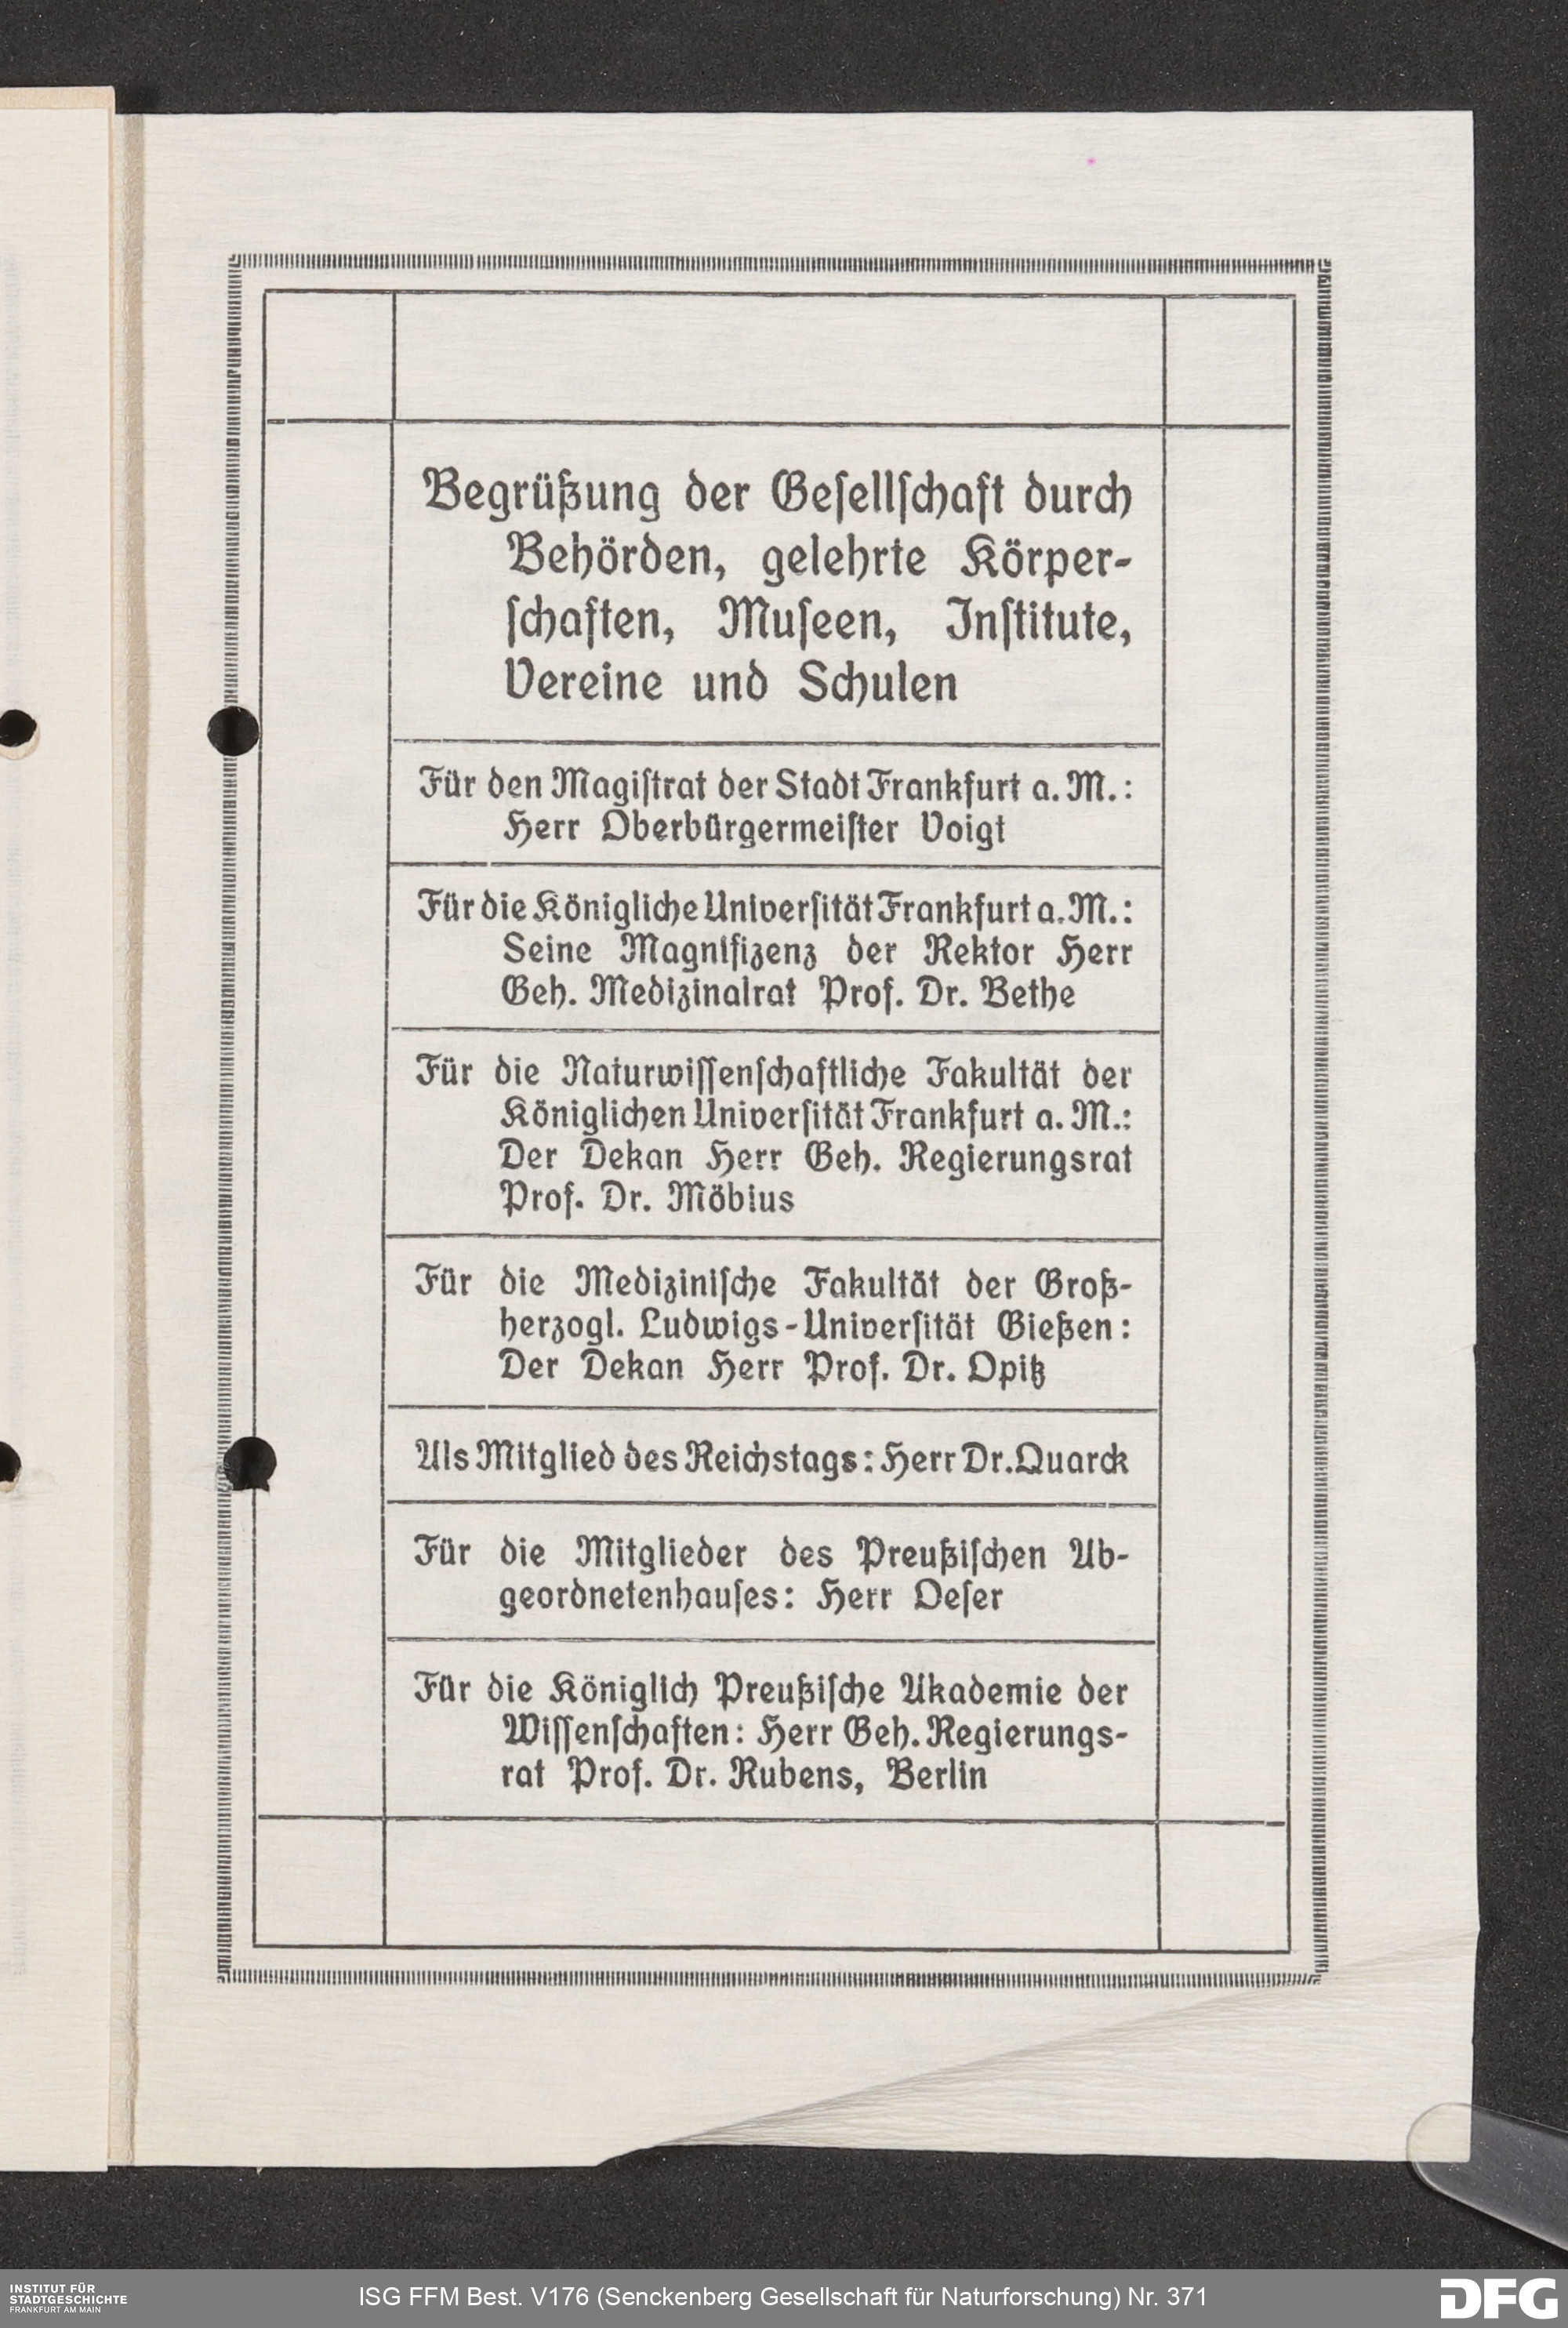 Begrüßung der Geſellſchaft durch
Behörden, gelehrte Körper-
ſchaften, Muſeen, Inſtitute,
Vereine und Schulen
Für den Magiſtrat der Stadt Frankfurt a. M.:
Herr Oberbürgermeiſter Voigt
Für die Königliche Univerſität Frankfurt a. M.:
Seine Magnifizenz der Rektor Herr
Geh. Medizinalrat Prof. Dr. Bethe
Für die Naturwiſſenſchaftliche Fakultät der
Königlichen Univerſität Frankfurt a. M.:
Der Dekan Herr Geh. Regierungsrat
Prof. Dr. Möbius
Für die Mediziniſche Fakultät der Groß-
herzogl. Ludwigs-Univerſität Gießen:
Der Dekan Herr Prof. Dr. Opitz
Als Mitglied des Reichstags: Herr Dr. Quarck
Für die Mitglieder des Preußiſchen Ab-
geordnetenhauſes: Herr Oeſer
Für die Königlich Preußiſche Akademie der
Wiſſenſchaften: Herr Geh. Regierungs-
rat Prof. Dr. Rubens, Berlin
INSTITUT FÜR
STADTGESCHICHTE
FRANKFURT AM MAIN
ISG FFM Best. V176 (Senckenberg Gesellschaft für Naturforschung) Nr. 371
DFG